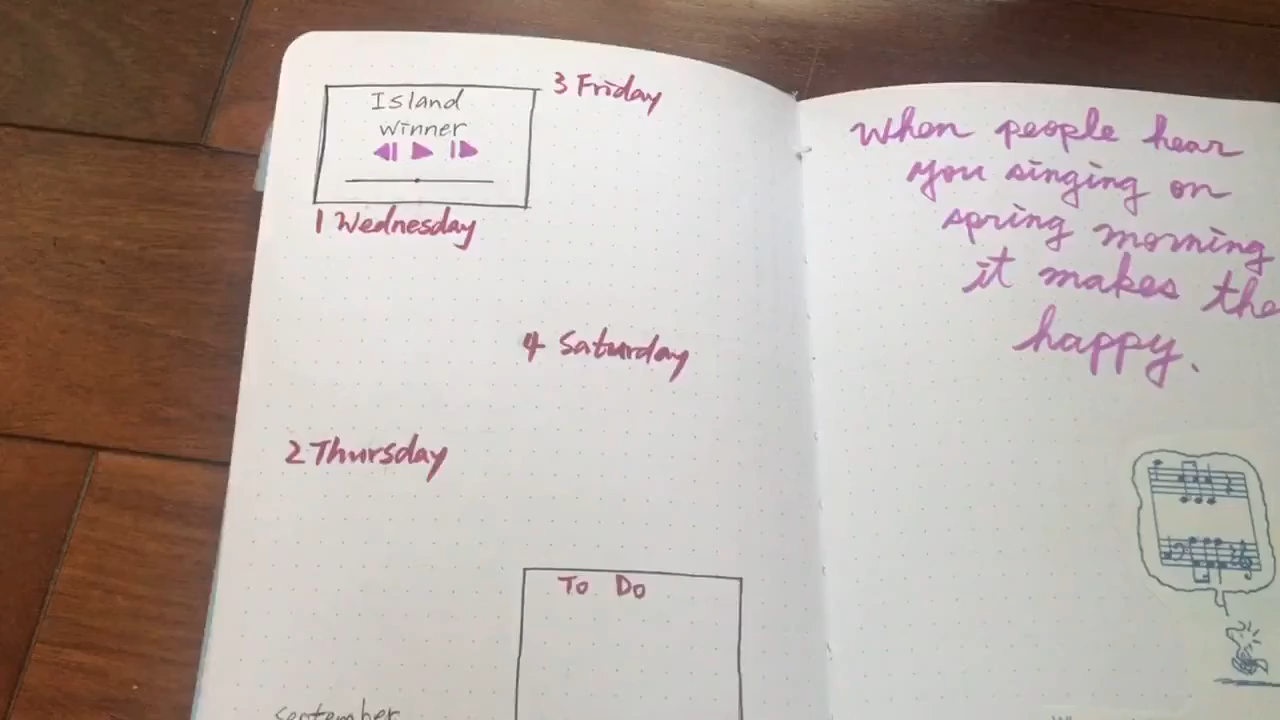 Island
winner
1 Wednesday
2 Thursday
3 Friday
4 Saturday
To Do
september
When people hear
you singing on
spring morning
it makes the
happy.